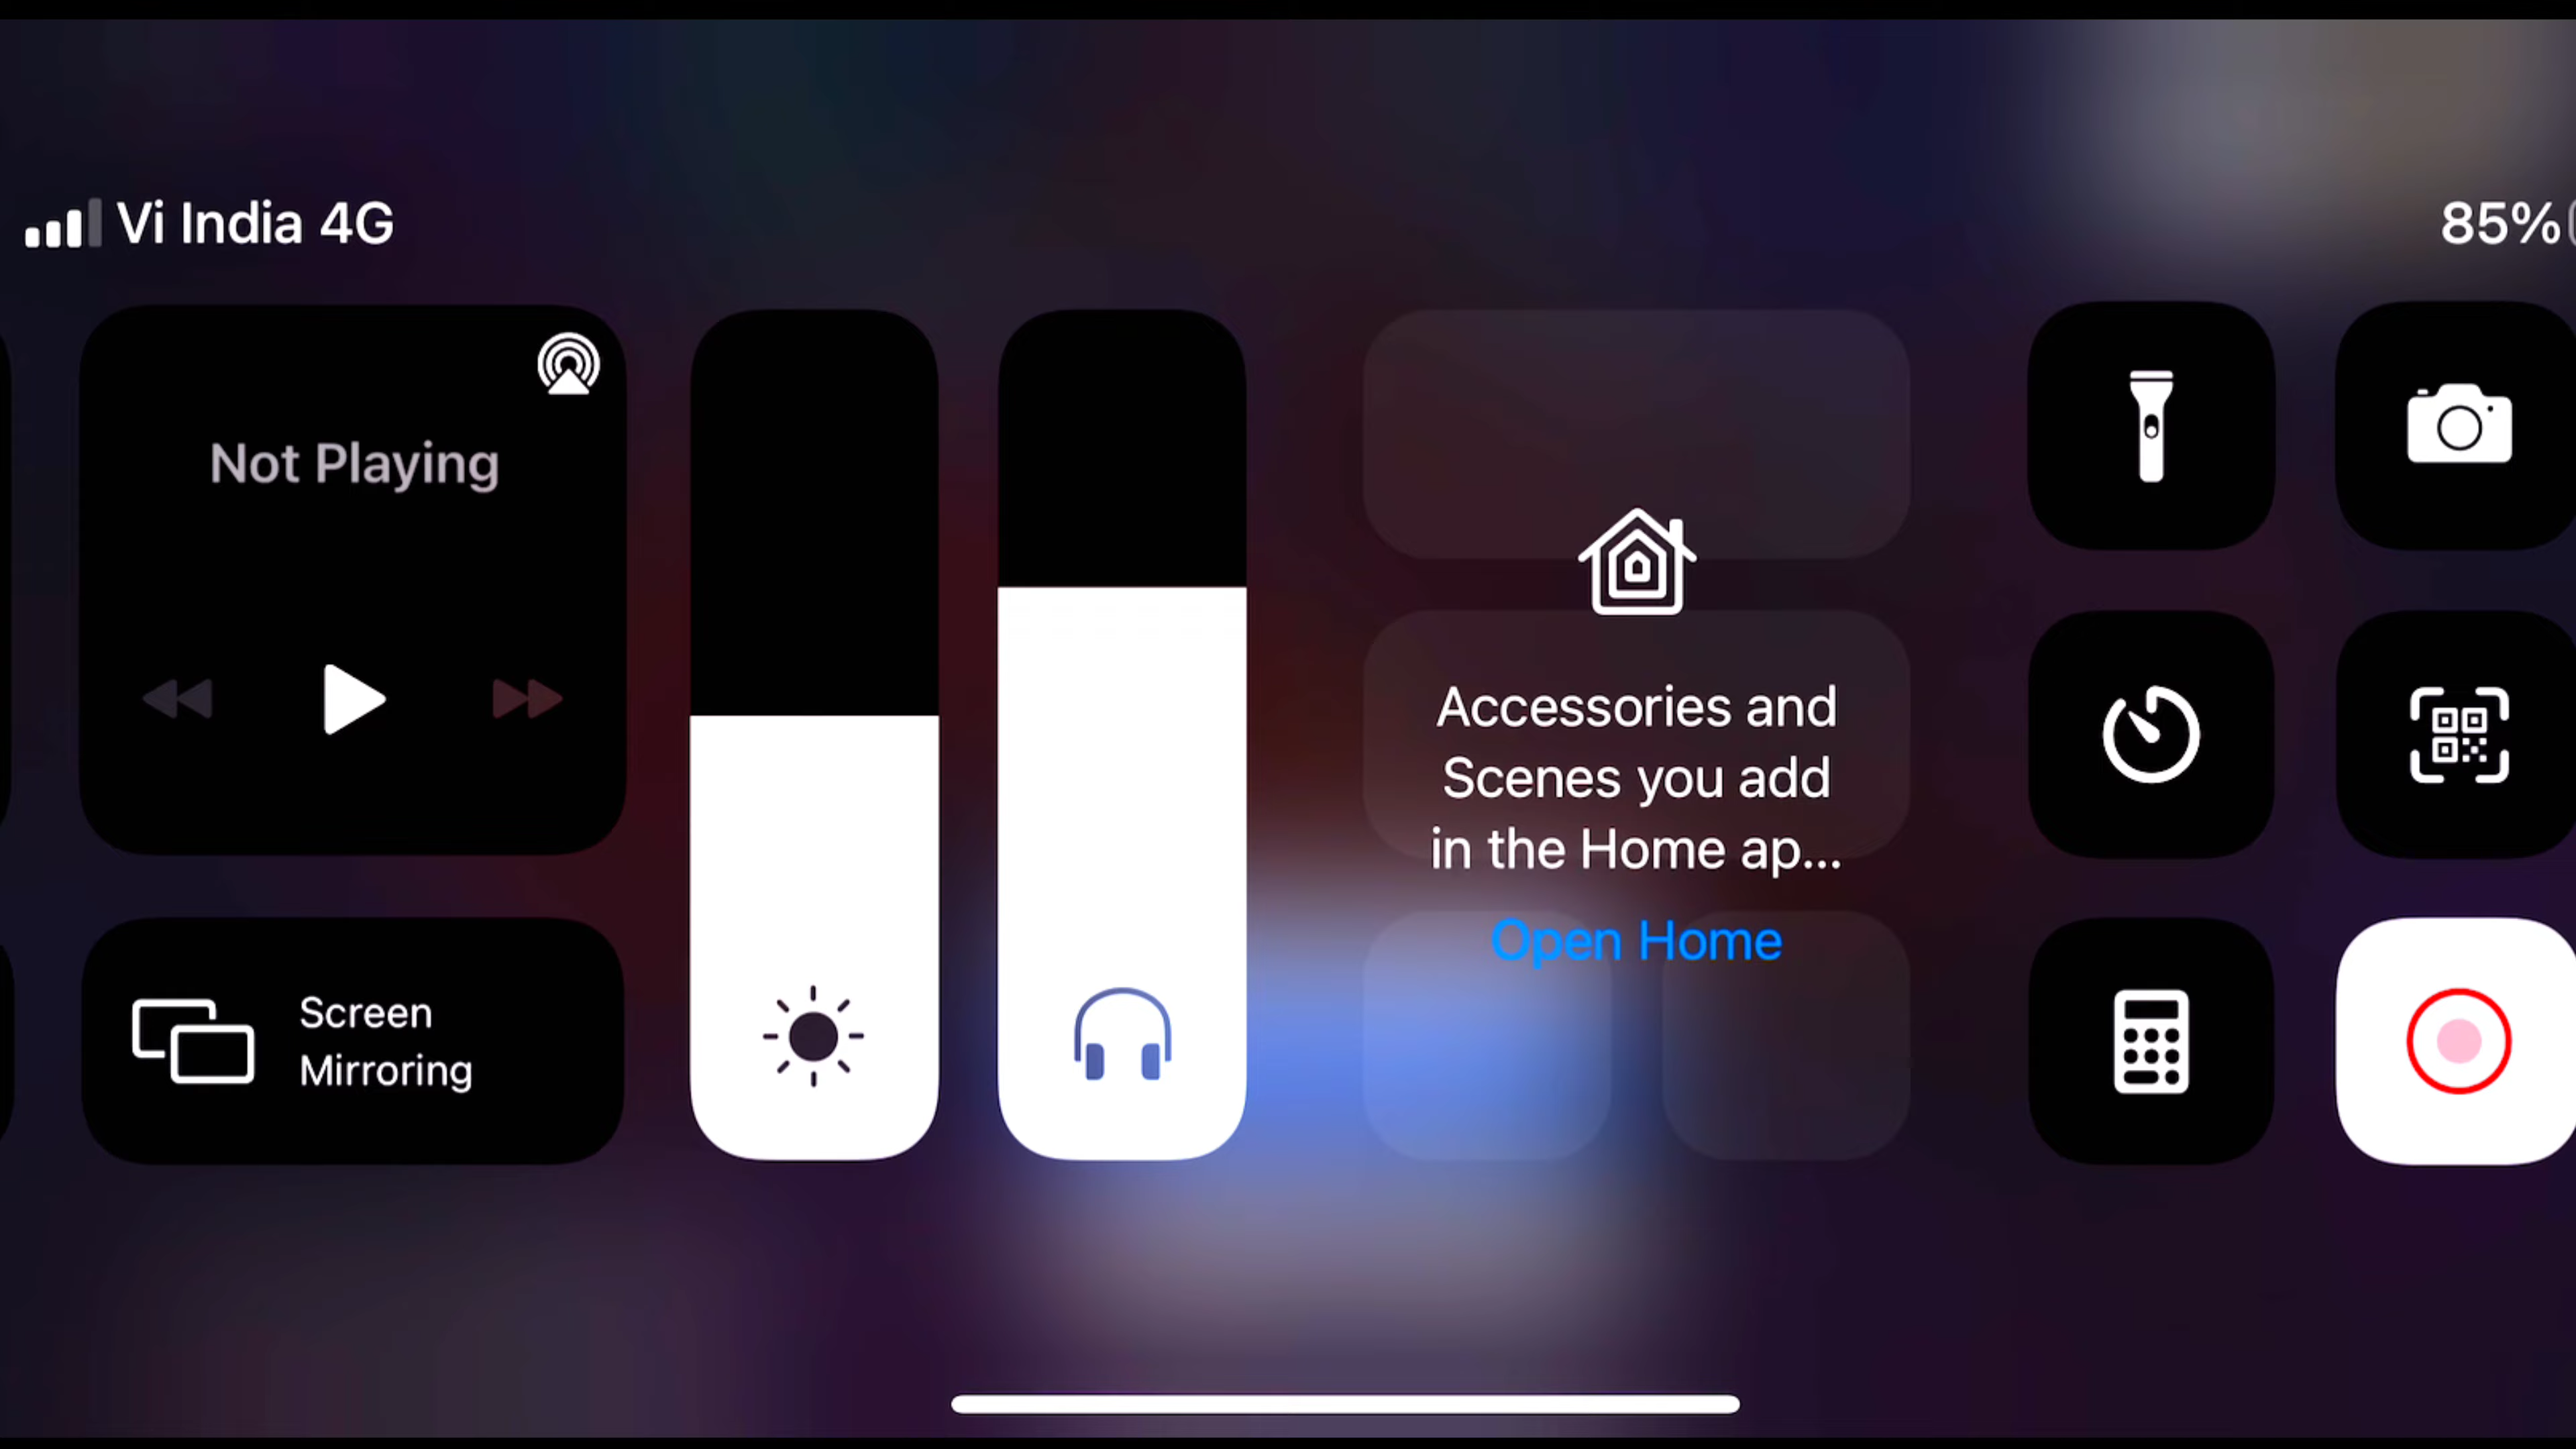 Vi India 4G
85%
Not Playing
Accessories and
Scenes you add
in the Home ap...
Open Home
Screen
Mirroring